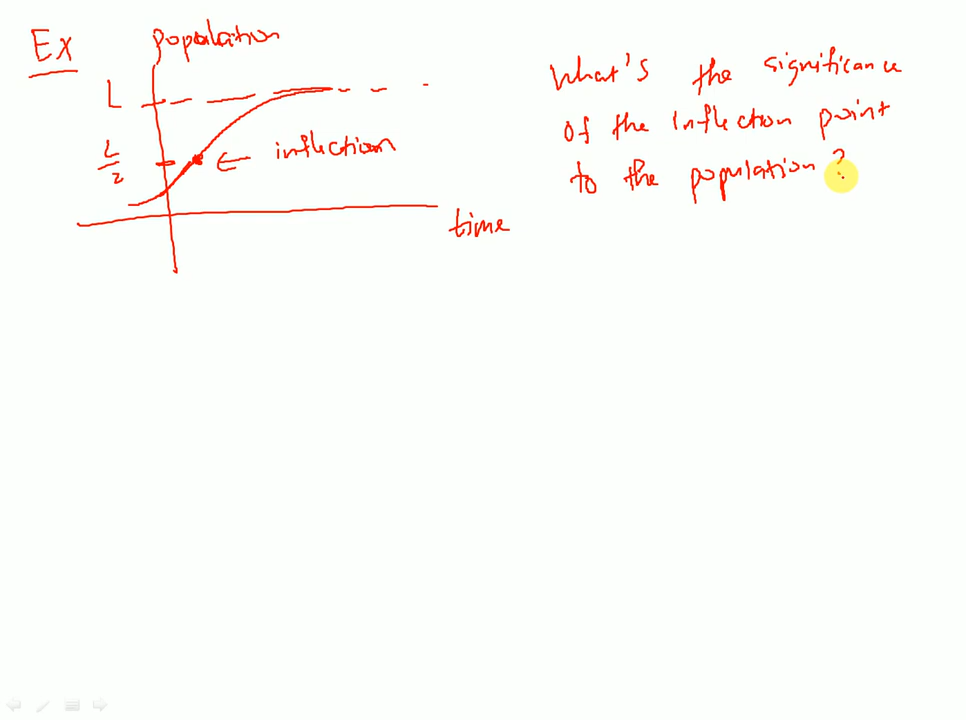 Ex
population
L
L/2
inflection
time
What's the significance
of the inflection point
to the population?